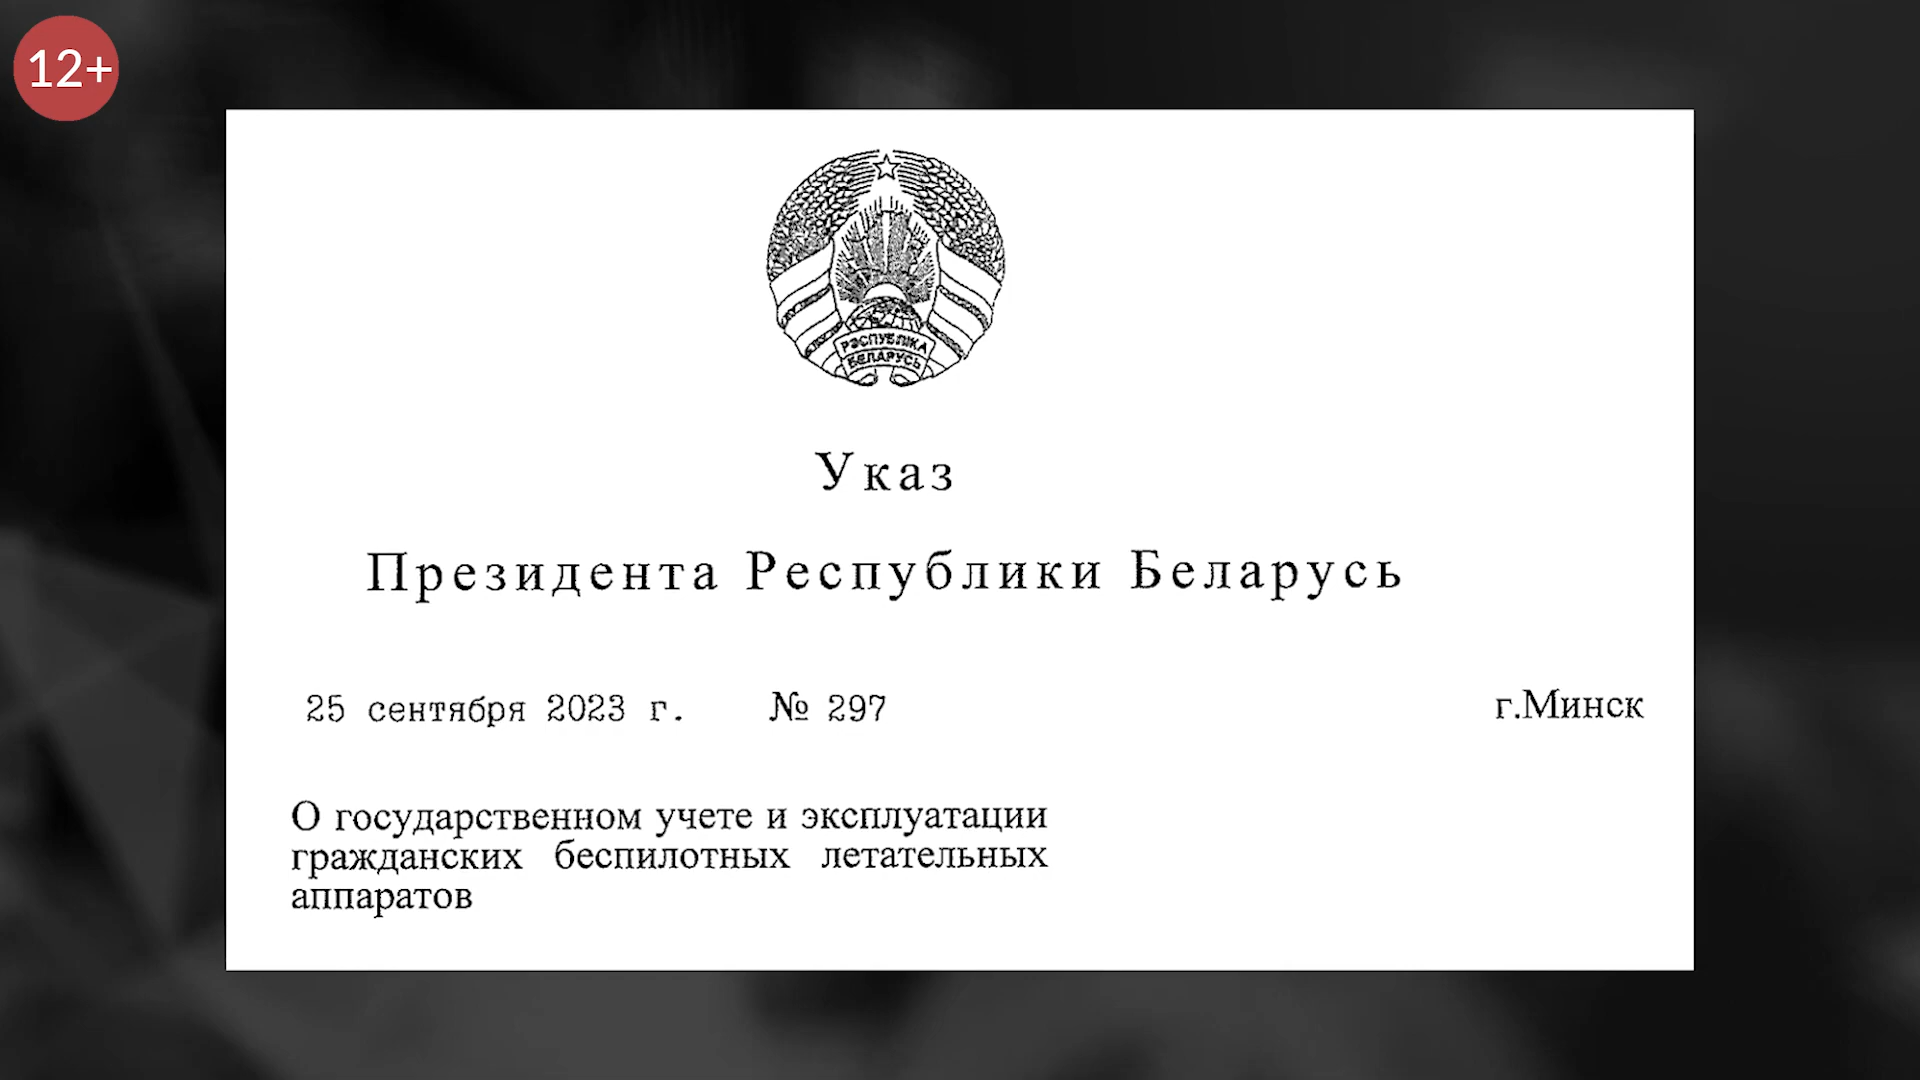 12+
РЭСПУБЛІКА
БЕЛАРУСЬ
Указ
Президента Республики Беларусь
25 сентября 2023 г. № 297 г.Минск
О государственном учете и эксплуатации
гражданских беспилотных летательных
аппаратов